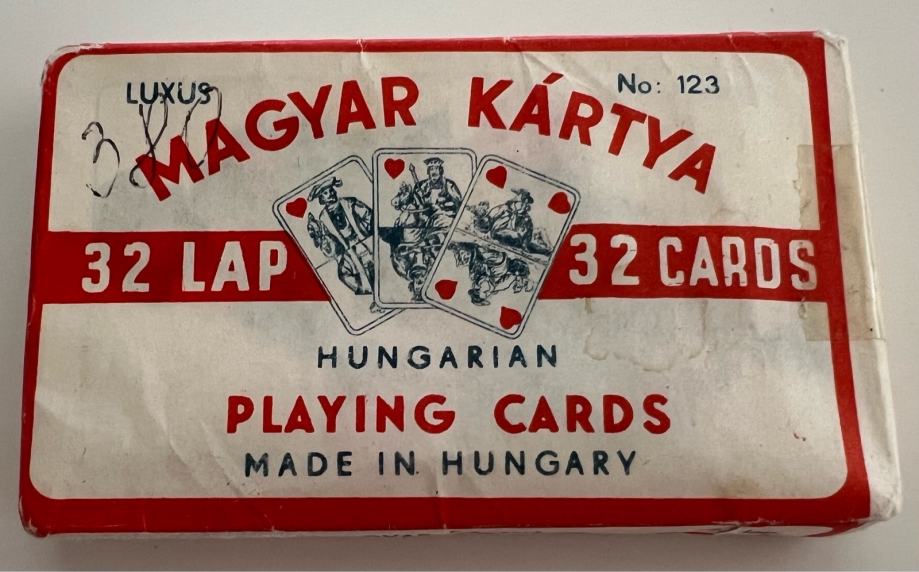 LUXUS No: 123
MAGYAR KÁRTYA
32 LAP 32 CARDS
HUNGARIAN
PLAYING CARDS
MADE IN HUNGARY